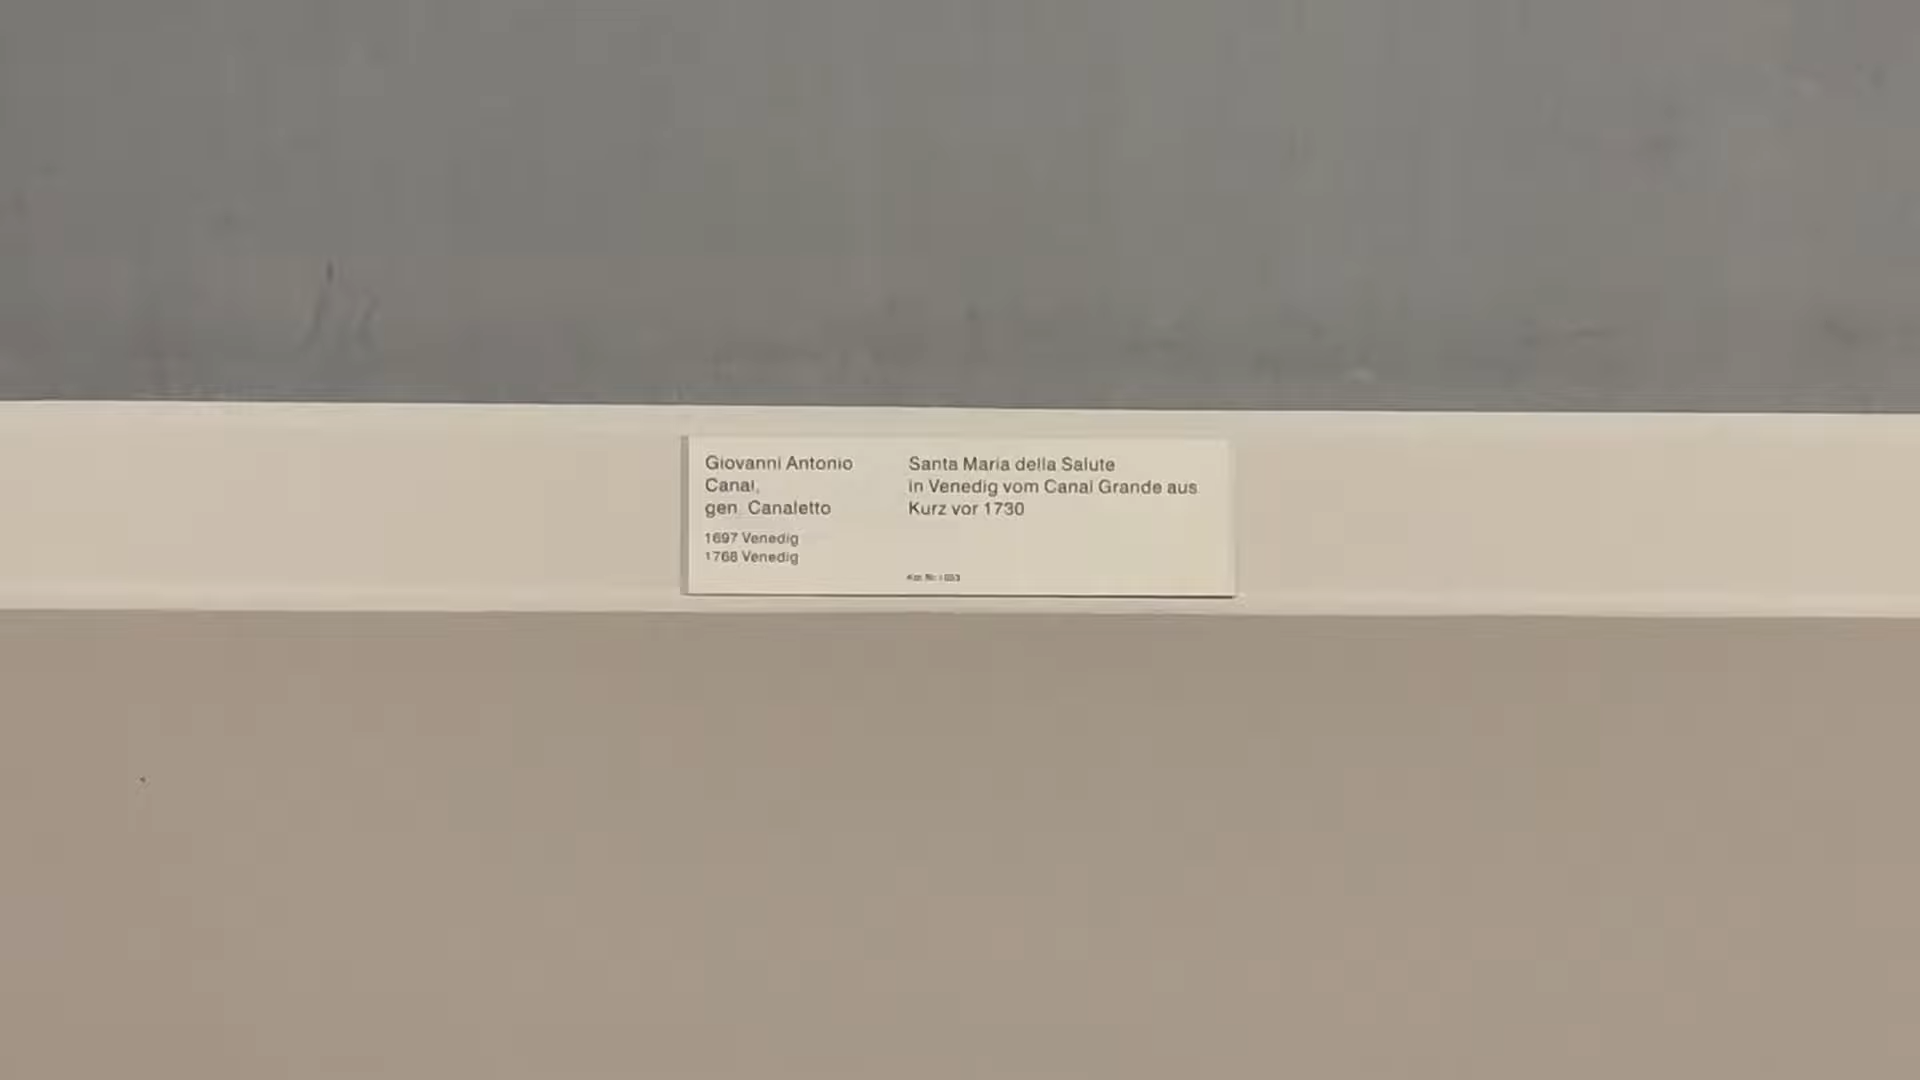 Giovanni Antonio
Canal,
gen. Canaletto
1697 Venedig
1768 Venedig
Santa Maria della Salute
in Venedig vom Canal Grande aus
Kurz vor 1730